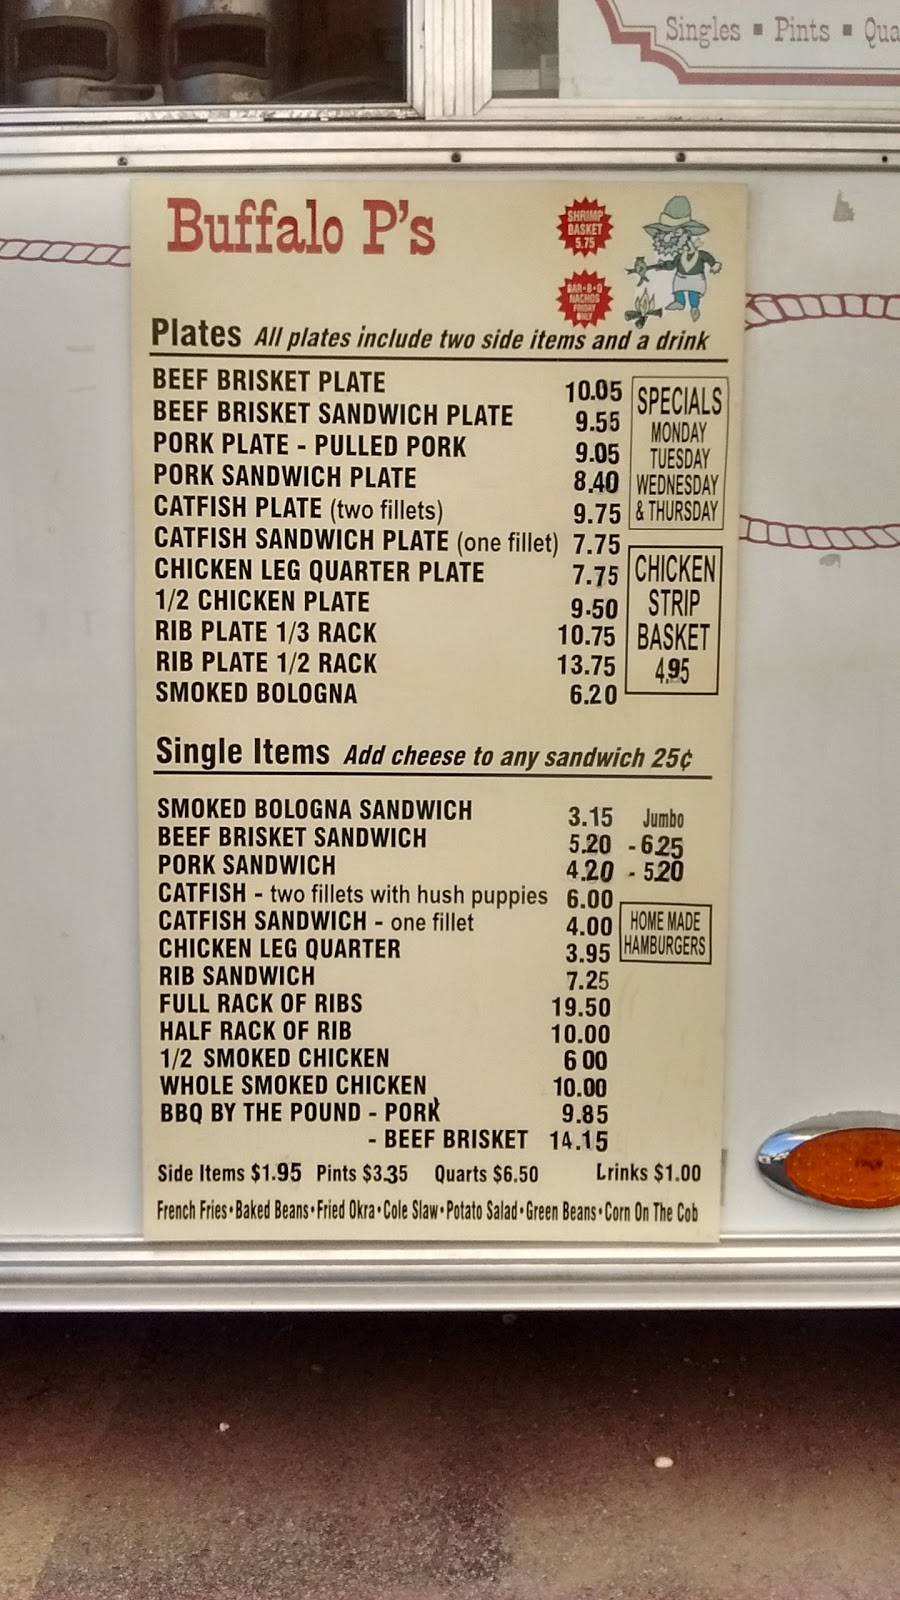 Singles ▪ Pints ▪ Qua
Buffalo P's
SHRIMP
BASKET
5.75
BAR-B-Q
NACHOS
FRIDAY
ONLY
Plates All plates include two side items and a drink
BEEF BRISKET PLATE 10.05
BEEF BRISKET SANDWICH PLATE 9.55
PORK PLATE - PULLED PORK 9.05
PORK SANDWICH PLATE 8.40
CATFISH PLATE (two fillets) 9.75
CATFISH SANDWICH PLATE (one fillet) 7.75
CHICKEN LEG QUARTER PLATE 7.75
1/2 CHICKEN PLATE 9.50
RIB PLATE 1/3 RACK 10.75
RIB PLATE 1/2 RACK 13.75
SMOKED BOLOGNA 6.20
SPECIALS
MONDAY
TUESDAY
WEDNESDAY
& THURSDAY
CHICKEN
STRIP
BASKET
4.95
Single Items Add cheese to any sandwich 25¢
SMOKED BOLOGNA SANDWICH 3.15 Jumbo
BEEF BRISKET SANDWICH 5.20 - 6.25
PORK SANDWICH 4.20 - 5.20
CATFISH - two fillets with hush puppies 6.00
CATFISH SANDWICH - one fillet 4.00
CHICKEN LEG QUARTER 3.95
RIB SANDWICH 7.25
FULL RACK OF RIBS 19.50
HALF RACK OF RIB 10.00
1/2 SMOKED CHICKEN 6 00
WHOLE SMOKED CHICKEN 10.00
BBQ BY THE POUND - PORK 9.85
- BEEF BRISKET 14.15
HOME MADE
HAMBURGERS
Side Items $1.95 Pints $3.35 Quarts $6.50 Lrinks $1.00
French Fries • Baked Beans • Fried Okra • Cole Slaw • Potato Salad • Green Beans • Corn On The Cob